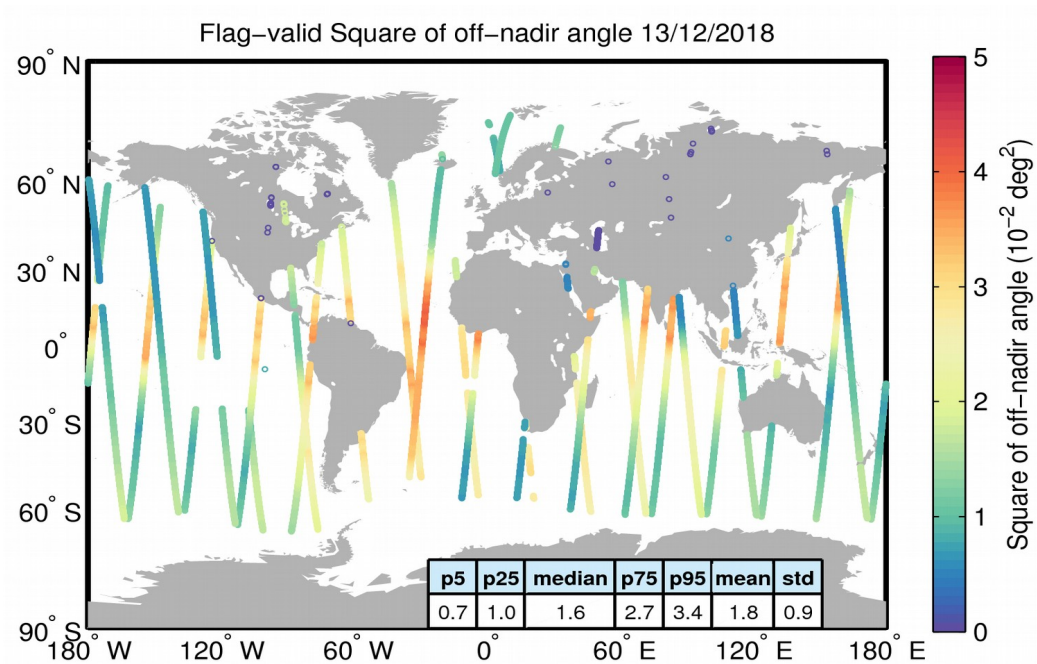 Flag-valid Square of off-nadir angle 13/12/2018
90° N
60° N
30° N
0°
30° S
60° S
90° S
180° W
120° W
60° W
0°
60° E
120° E
180° E
5
4
3
2
1
0
Square of off-nadir angle (10⁻² deg²)
p5 p25 median p75 p95 mean std
0.7 1.0 1.6 2.7 3.4 1.8 0.9